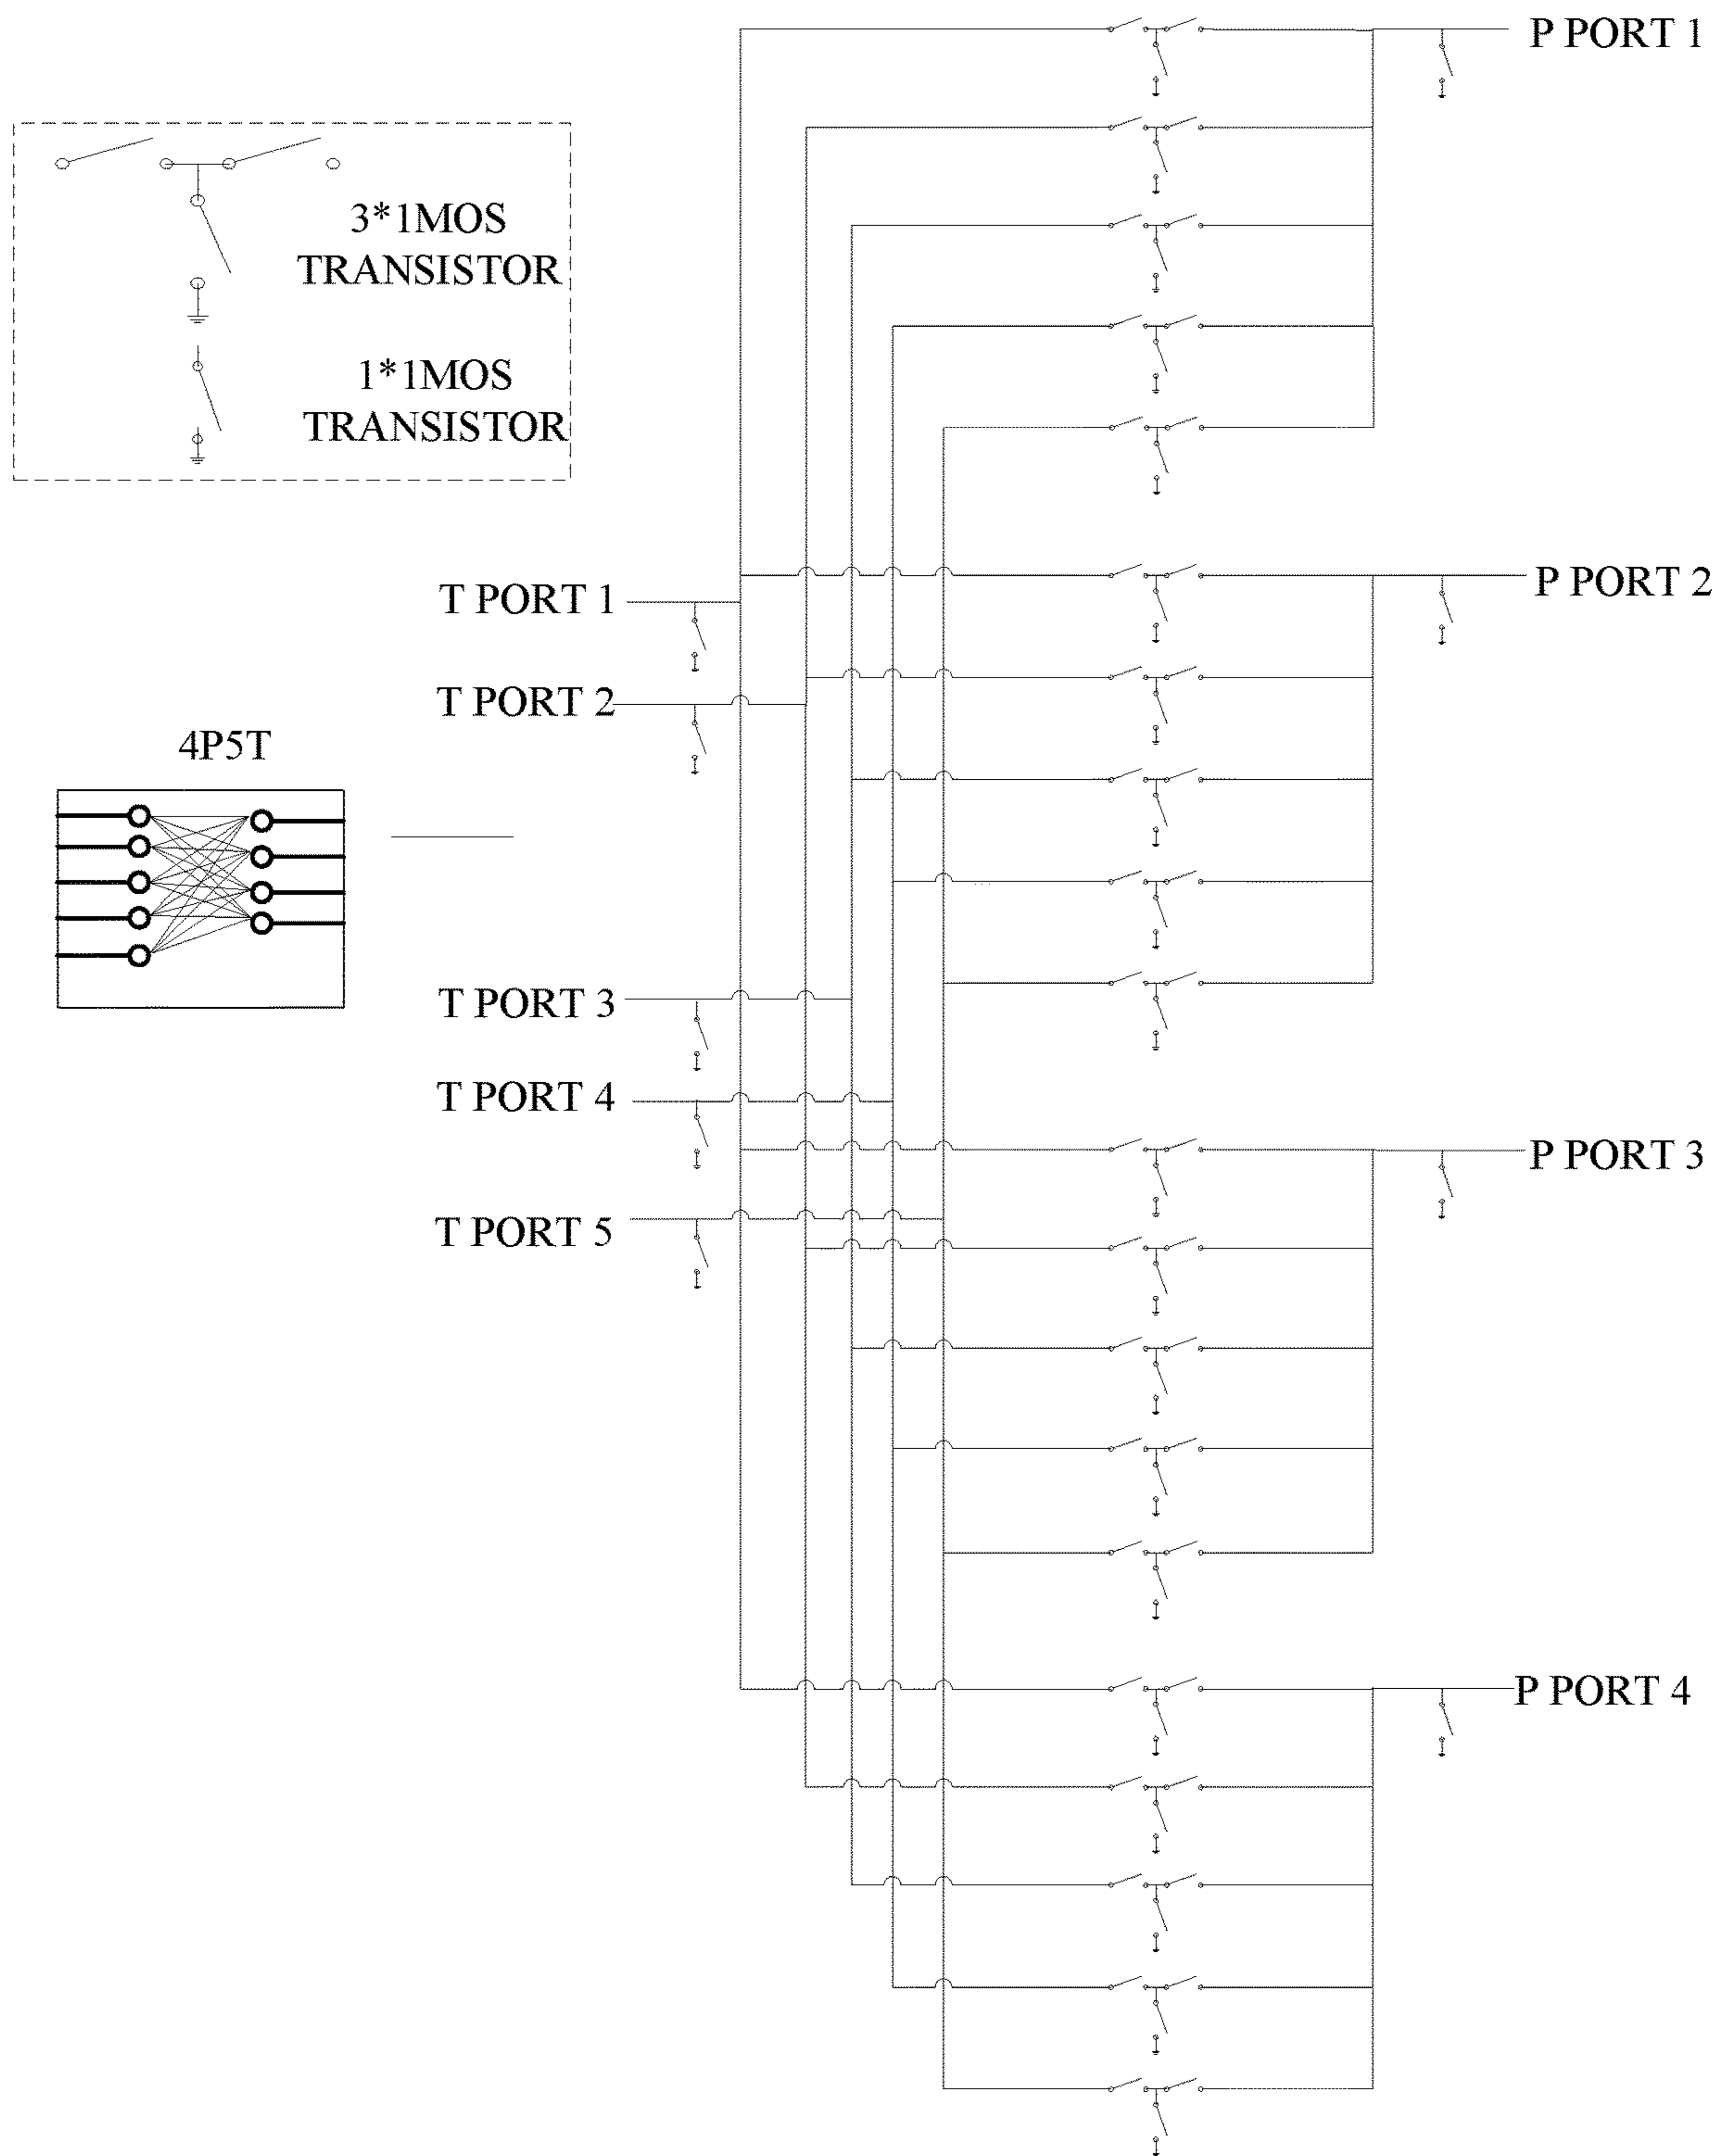 P PORT 1
3*1MOS
TRANSISTOR
1*1MOS
TRANSISTOR
P PORT 2
T PORT 1
T PORT 2
4P5T
T PORT 3
T PORT 4
P PORT 3
T PORT 5
P PORT 4